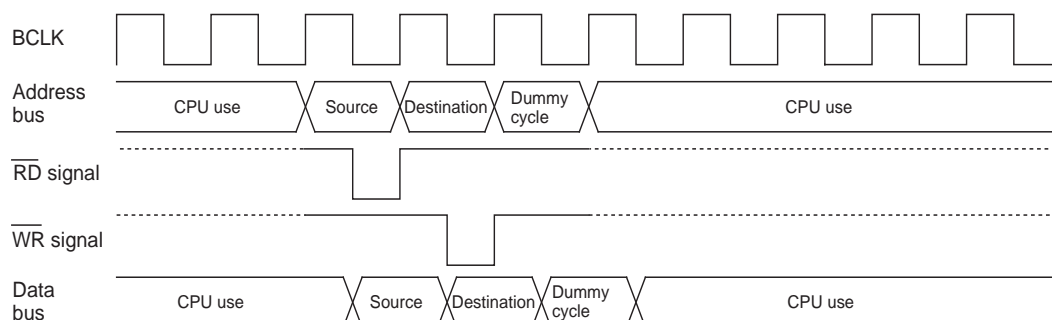 BCLK
Address
bus
CPU use
Source
Destination
Dummy
cycle
CPU use
RD signal
WR signal
Data
bus
CPU use
Source
Destination
Dummy
cycle
CPU use